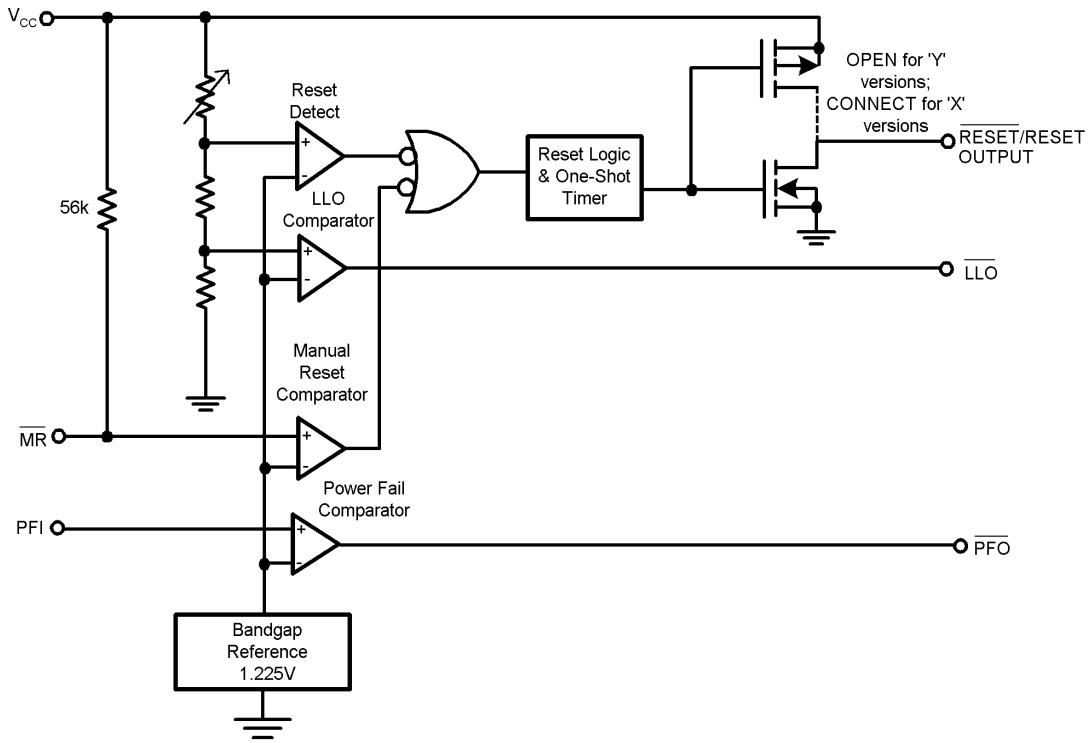 VCC
Reset
Detect
OPEN for 'Y'
versions;
CONNECT for 'X'
versions
RESET/RESET
OUTPUT
+
-
Reset Logic
& One-Shot
Timer
56k
LLO
Comparator
+
-
LLO
Manual
Reset
Comparator
MR
+
-
Power Fail
Comparator
PFI
+
-
PFO
Bandgap
Reference
1.225V